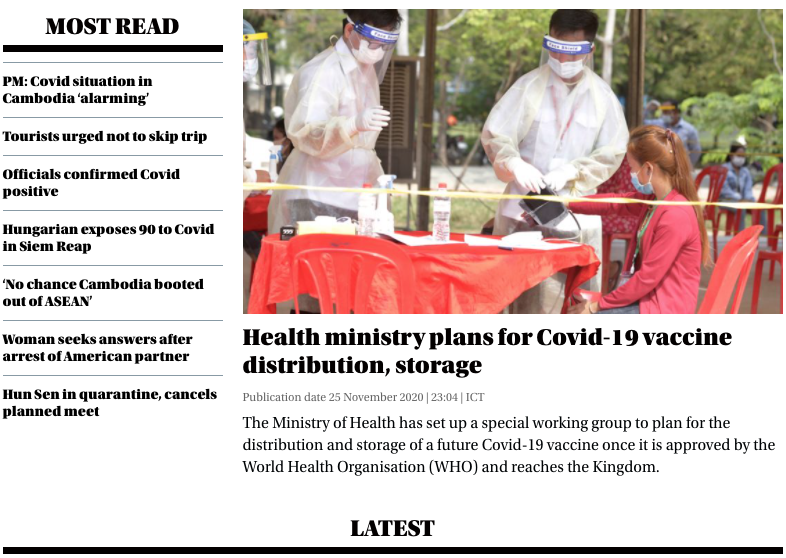 MOST READ
PM: Covid situation in
Cambodia ‘alarming’
Tourists urged not to skip trip
Officials confirmed Covid
positive
Hungarian exposes 90 to Covid
in Siem Reap
‘No chance Cambodia booted
out of ASEAN’
Woman seeks answers after
arrest of American partner
Hun Sen in quarantine, cancels
planned meet
Face Shield
Face Shield
999
Health ministry plans for Covid-19 vaccine
distribution, storage
Publication date 25 November 2020 | 23:04 | ICT
The Ministry of Health has set up a special working group to plan for the
distribution and storage of a future Covid-19 vaccine once it is approved by the
World Health Organisation (WHO) and reaches the Kingdom.
LATEST